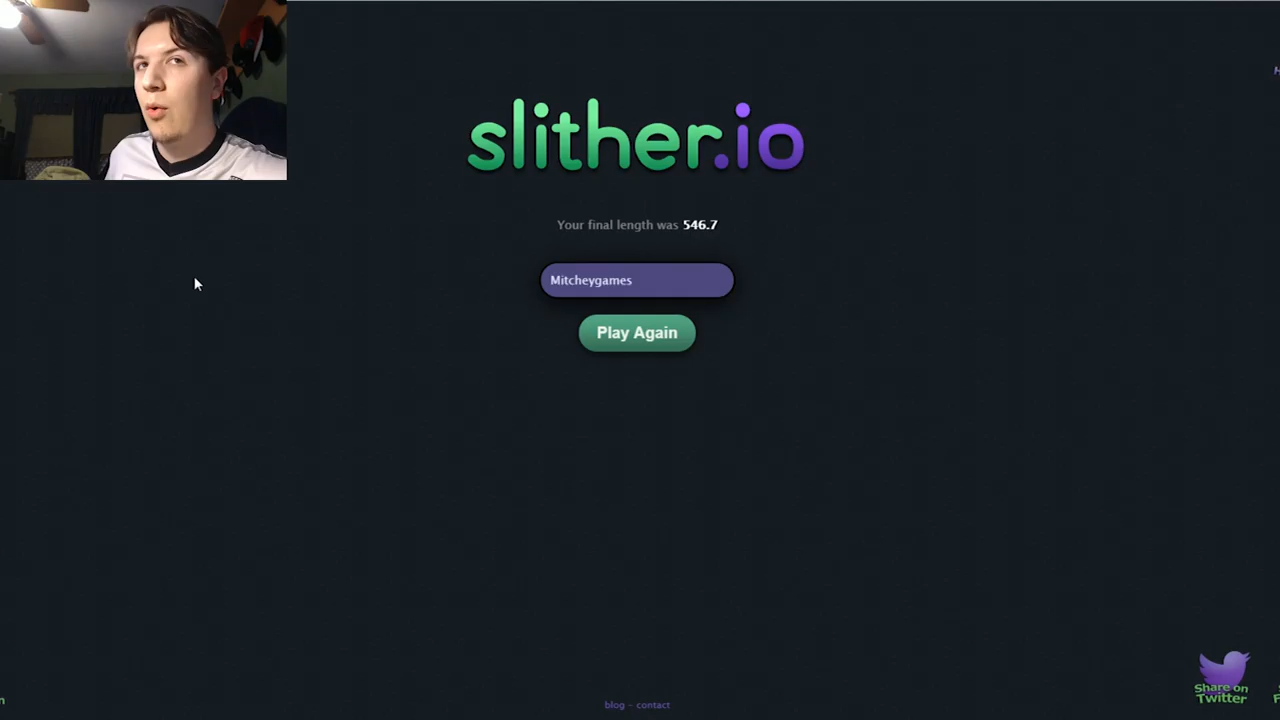 slither.io
Your final length was 546.7
Mitcheygames
Play Again
Share on
Twitter
blog - contact